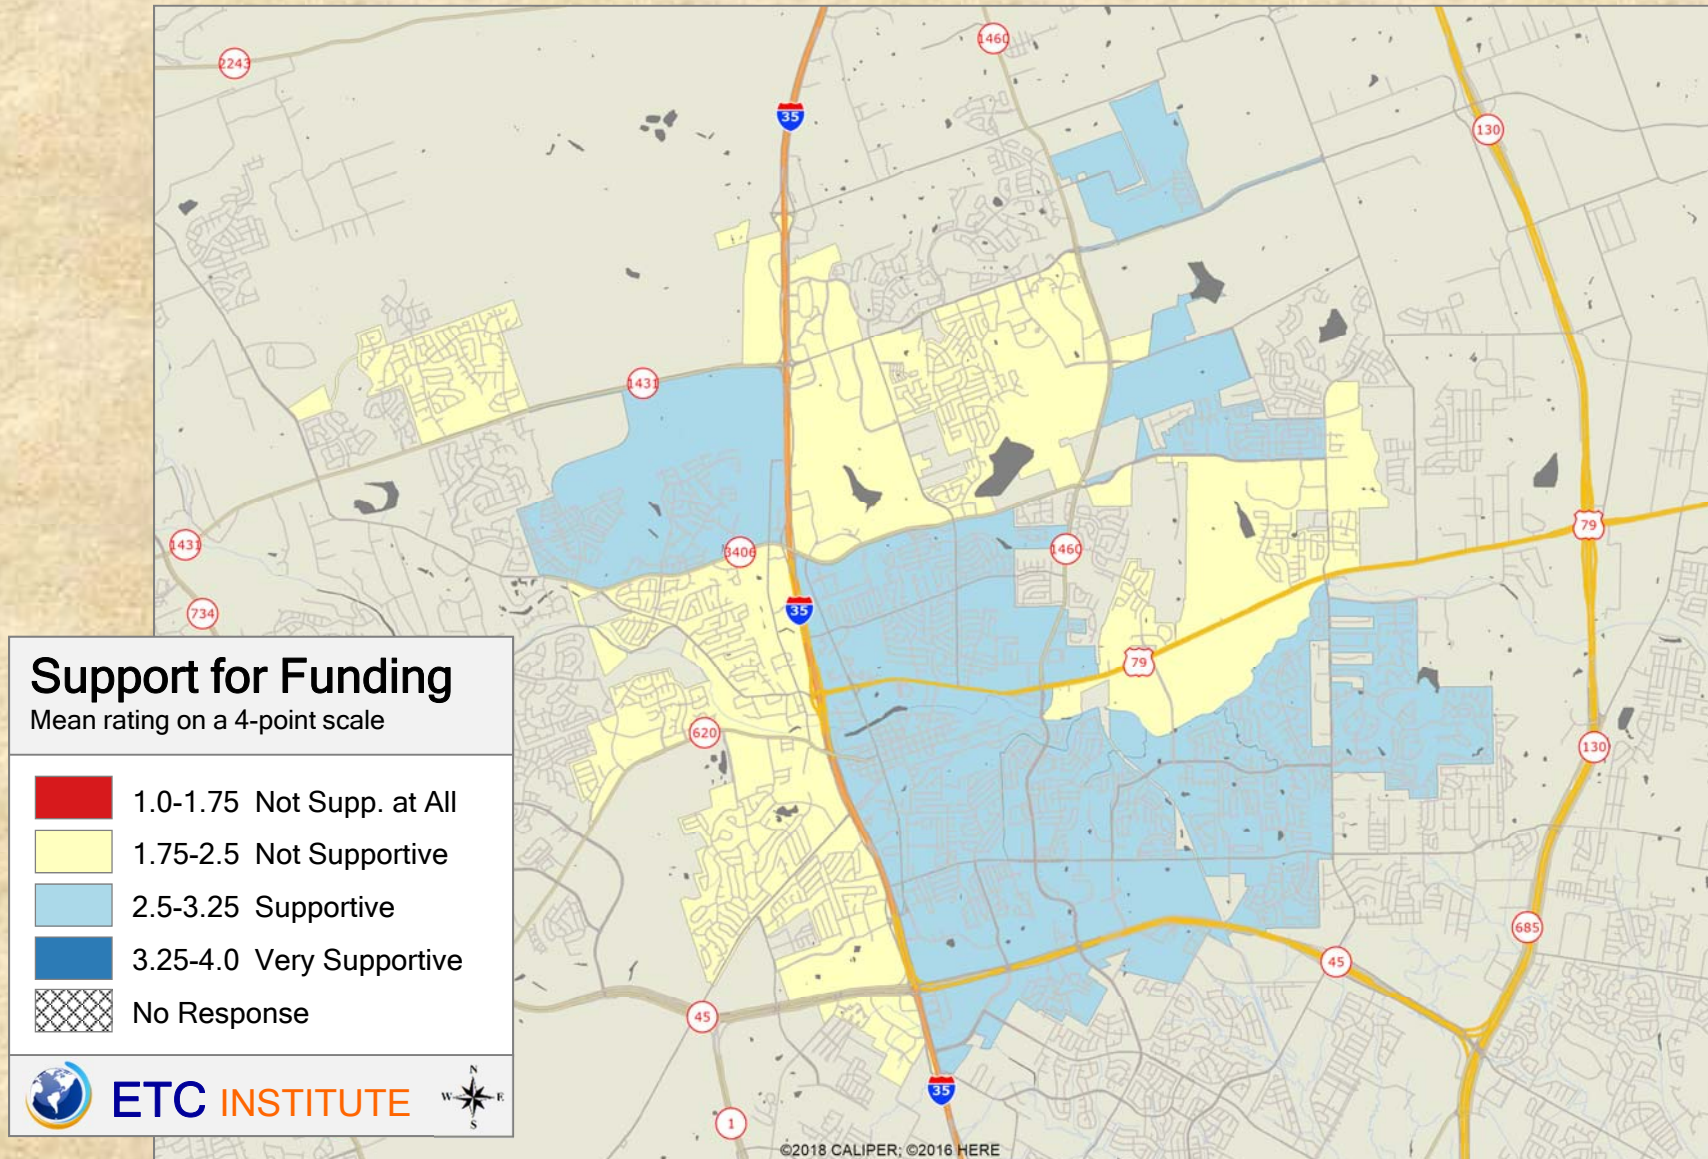 2243
1460
35
130
1431
1431
3406
1460
79
35
734
79
620
130
685
45
45
35
1
Support for Funding
Mean rating on a 4-point scale
1.0-1.75 Not Supp. at All
1.75-2.5 Not Supportive
2.5-3.25 Supportive
3.25-4.0 Very Supportive
No Response
ETC INSTITUTE
N
W E
S
©2018 CALIPER; ©2016 HERE